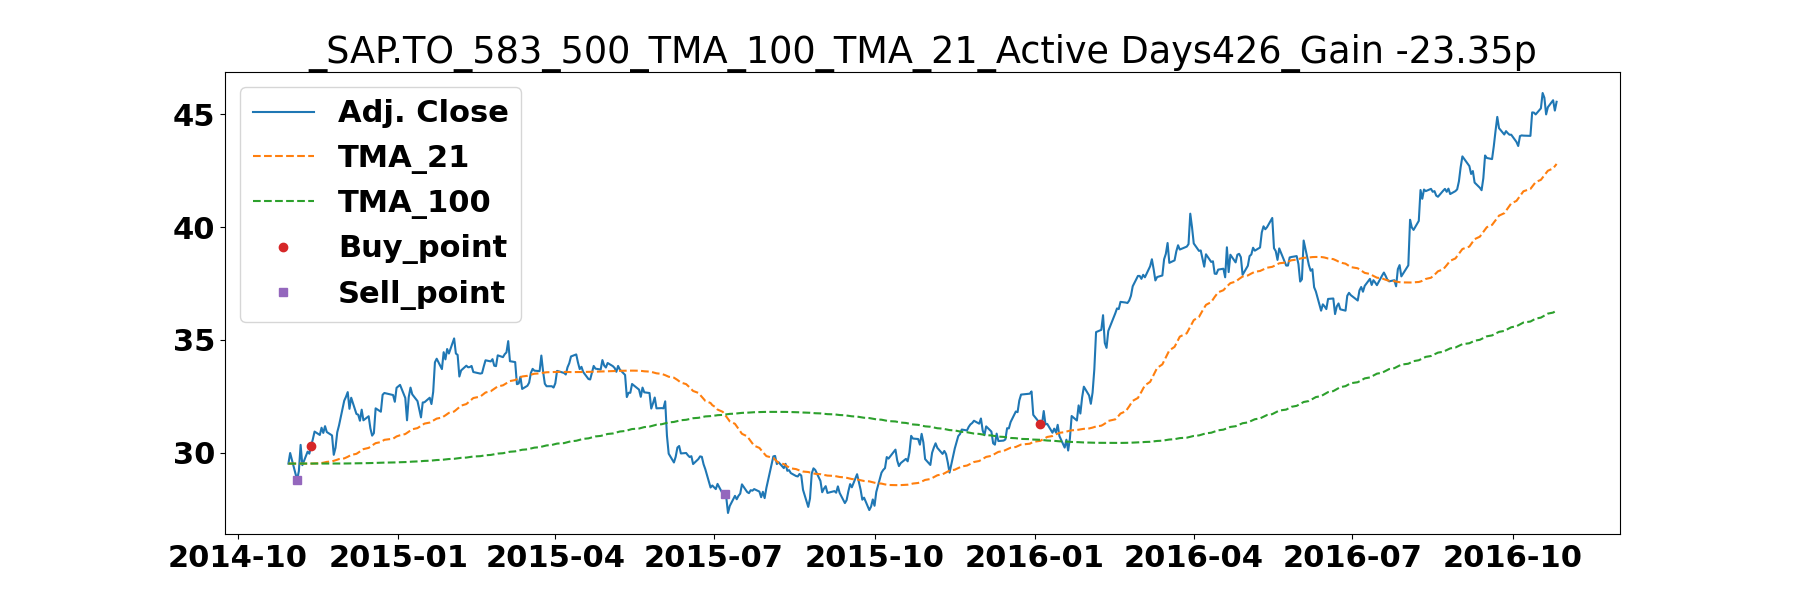 _SAP.TO_583_500_TMA_100_TMA_21_Active Days426_Gain -23.35p
Adj. Close
TMA_21
TMA_100
Buy_point
Sell_point
45
40
35
30
2014-10 2015-01 2015-04 2015-07 2015-10 2016-01 2016-04 2016-07 2016-10